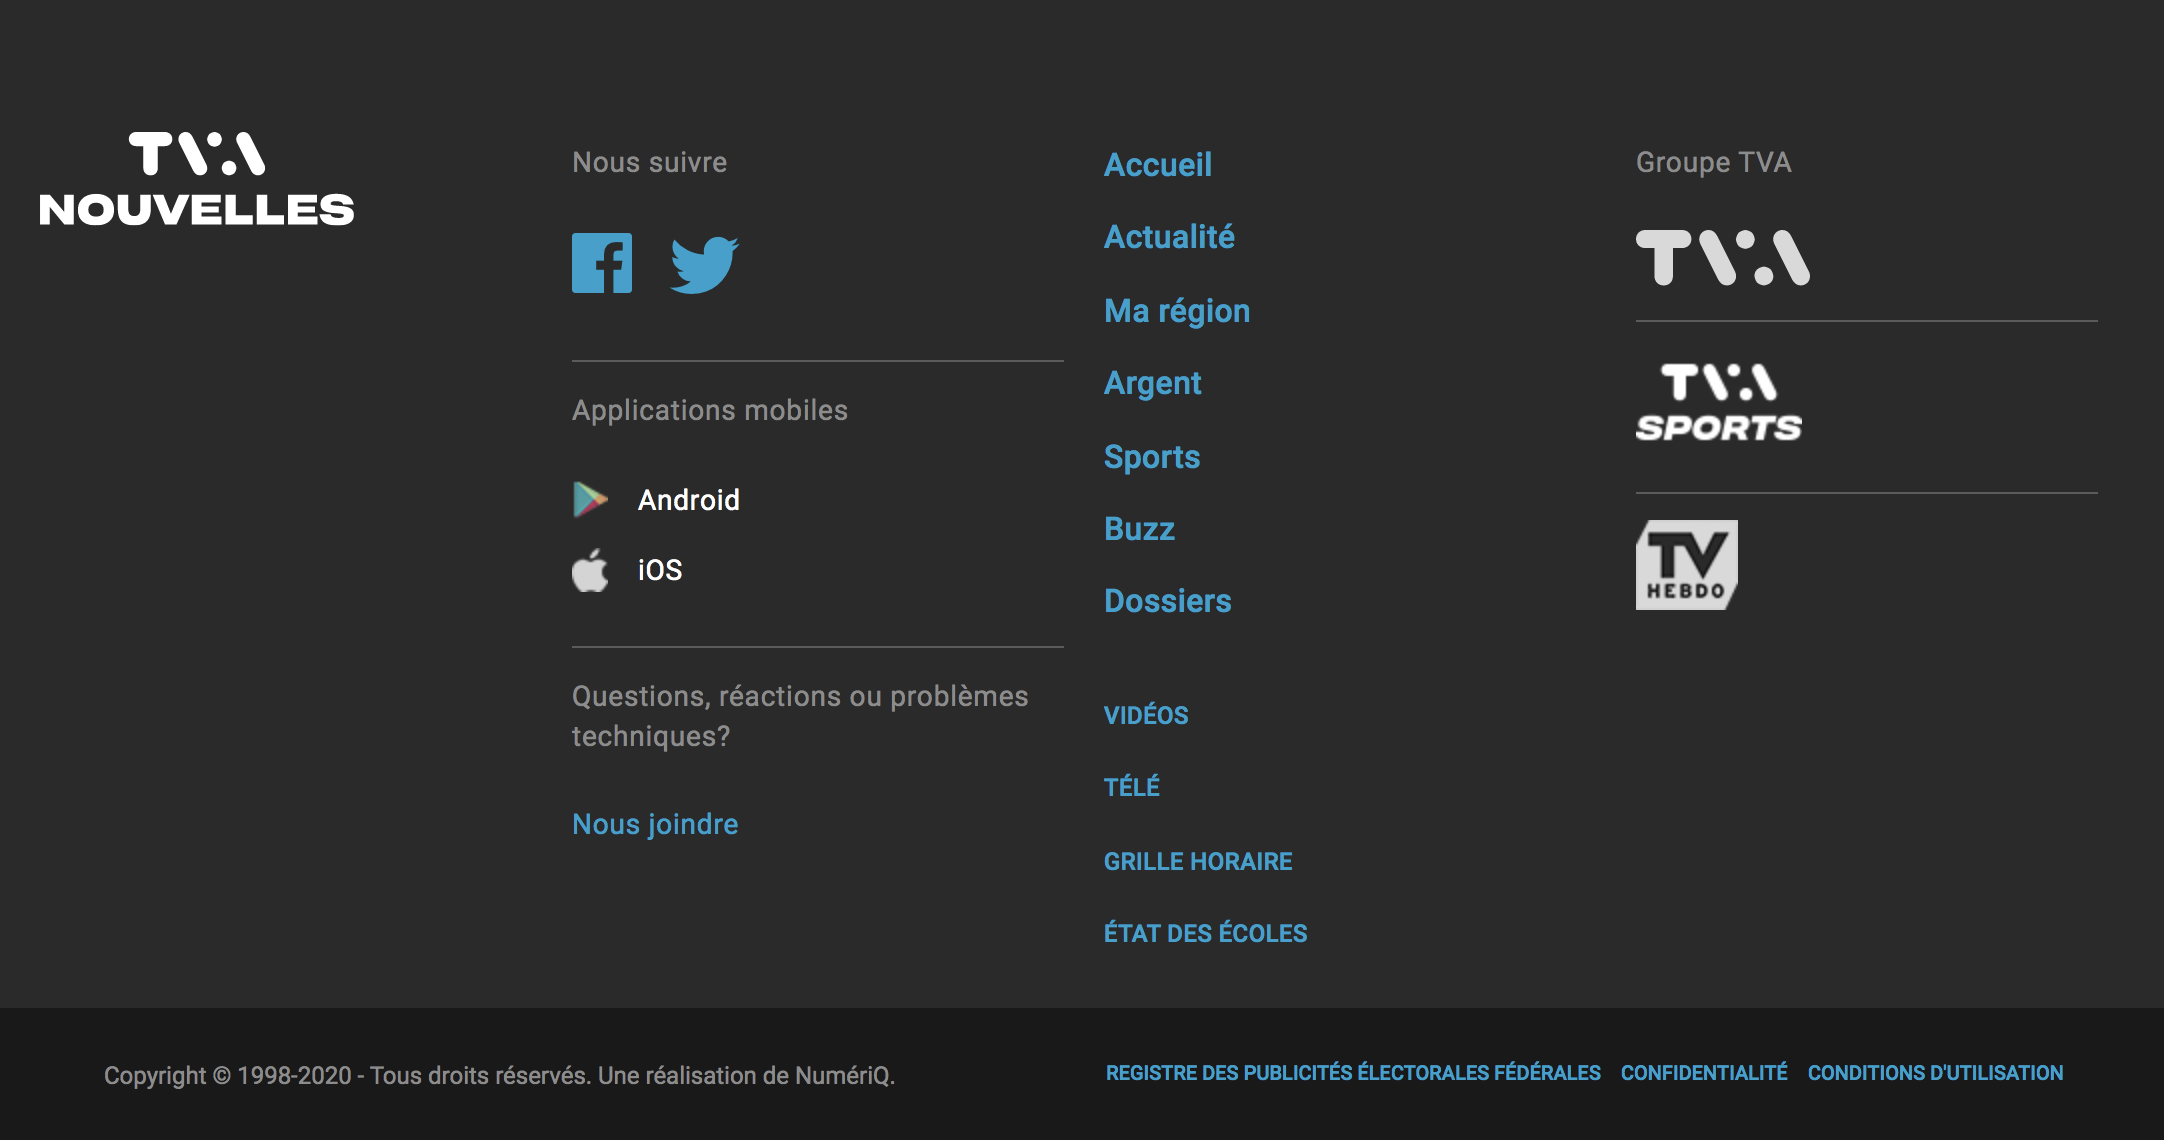 TVA
NOUVELLES
Nous suivre
Applications mobiles
Android
iOS
Questions, réactions ou problèmes
techniques?
Nous joindre
Accueil
Actualité
Ma région
Argent
Sports
Buzz
Dossiers
VIDÉOS
TÉLÉ
GRILLE HORAIRE
ÉTAT DES ÉCOLES
Groupe TVA
TVA
TVA
SPORTS
TV
HEBDO
Copyright © 1998-2020 - Tous droits réservés. Une réalisation de NumériQ.
REGISTRE DES PUBLICITÉS ÉLECTORALES FÉDÉRALES CONFIDENTIALITÉ CONDITIONS D'UTILISATION